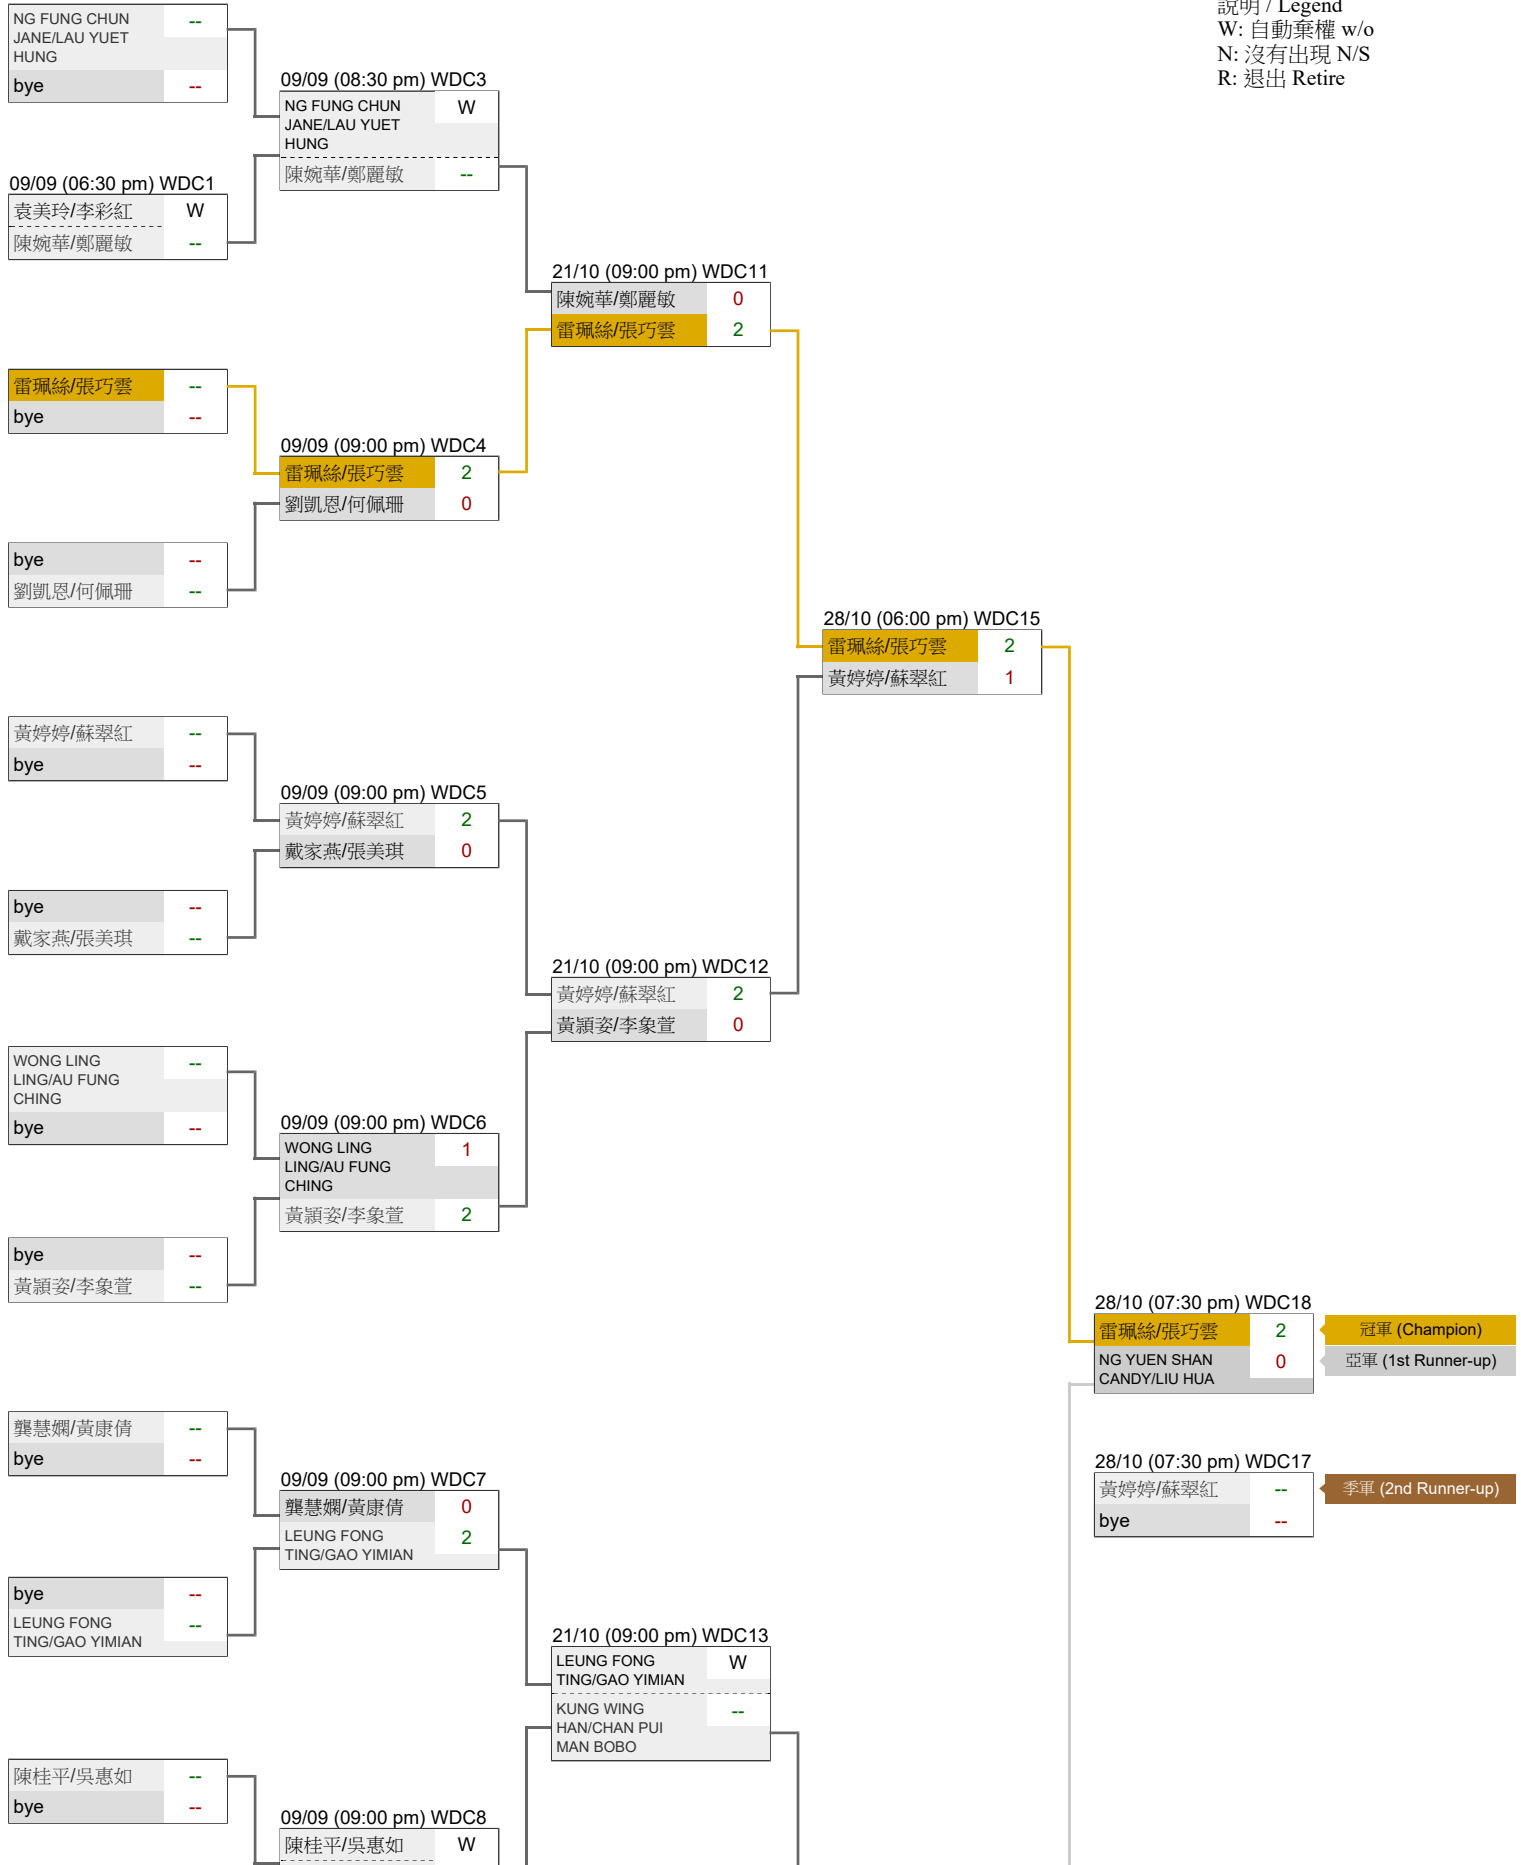 說明 / Legend
W: 自動棄權 w/o
N: 沒有出現 N/S
R: 退出 Retire
NG FUNG CHUN
JANE/LAU YUET
HUNG
--
bye --
09/09 (08:30 pm) WDC3
NG FUNG CHUN
JANE/LAU YUET
HUNG
W
陳婉華/鄭麗敏 --
09/09 (06:30 pm) WDC1
袁美玲/李彩紅 W
陳婉華/鄭麗敏 --
21/10 (09:00 pm) WDC11
陳婉華/鄭麗敏 0
雷珮絲/張巧雲 2
雷珮絲/張巧雲 --
bye --
09/09 (09:00 pm) WDC4
雷珮絲/張巧雲 2
劉凱恩/何佩珊 0
bye --
劉凱恩/何佩珊 --
28/10 (06:00 pm) WDC15
雷珮絲/張巧雲 2
黃婷婷/蘇翠紅 1
黃婷婷/蘇翠紅 --
bye --
09/09 (09:00 pm) WDC5
黃婷婷/蘇翠紅 2
戴家燕/張美琪 0
bye --
戴家燕/張美琪 --
21/10 (09:00 pm) WDC12
黃婷婷/蘇翠紅 2
黃頴姿/李象萱 0
WONG LING
LING/AU FUNG
CHING
--
bye --
09/09 (09:00 pm) WDC6
WONG LING
LING/AU FUNG
CHING
1
黃頴姿/李象萱 2
bye --
黃頴姿/李象萱 --
28/10 (07:30 pm) WDC18
雷珮絲/張巧雲 2 冠軍 (Champion)
NG YUEN SHAN
CANDY/LIU HUA
0 亞軍 (1st Runner-up)
龔慧嫻/黃康倩 --
bye --
28/10 (07:30 pm) WDC17
黃婷婷/蘇翠紅 -- 季軍 (2nd Runner-up)
bye --
09/09 (09:00 pm) WDC7
龔慧嫻/黃康倩 0
LEUNG FONG
TING/GAO YIMIAN
2
bye --
LEUNG FONG
TING/GAO YIMIAN
--
21/10 (09:00 pm) WDC13
LEUNG FONG
TING/GAO YIMIAN
W
KUNG WING
HAN/CHAN PUI
MAN BOBO
--
陳桂平/吳惠如 --
bye --
09/09 (09:00 pm) WDC8
陳桂平/吳惠如 W